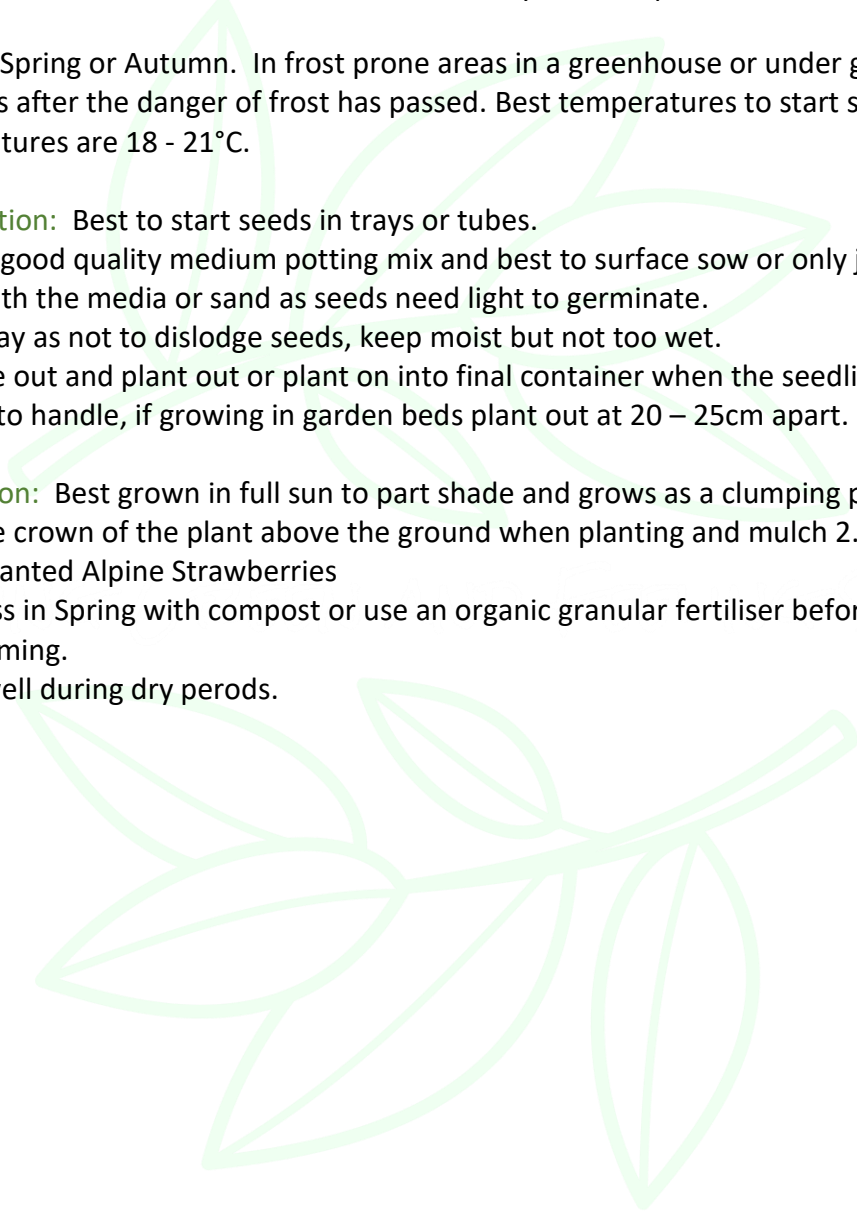 Spring or Autumn.  In frost prone areas in a greenhouse or under g
s after the danger of frost has passed. Best temperatures to start s
tures are 18 - 21°C.
tion:  Best to start seeds in trays or tubes.
good quality medium potting mix and best to surface sow or only j
th the media or sand as seeds need light to germinate.
ay as not to dislodge seeds, keep moist but not too wet.
e out and plant out or plant on into final container when the seedli
to handle, if growing in garden beds plant out at 20 – 25cm apart.
on:  Best grown in full sun to part shade and grows as a clumping p
e crown of the plant above the ground when planting and mulch 2.
anted Alpine Strawberries
ss in Spring with compost or use an organic granular fertiliser befor
ming.
ell during dry perods.